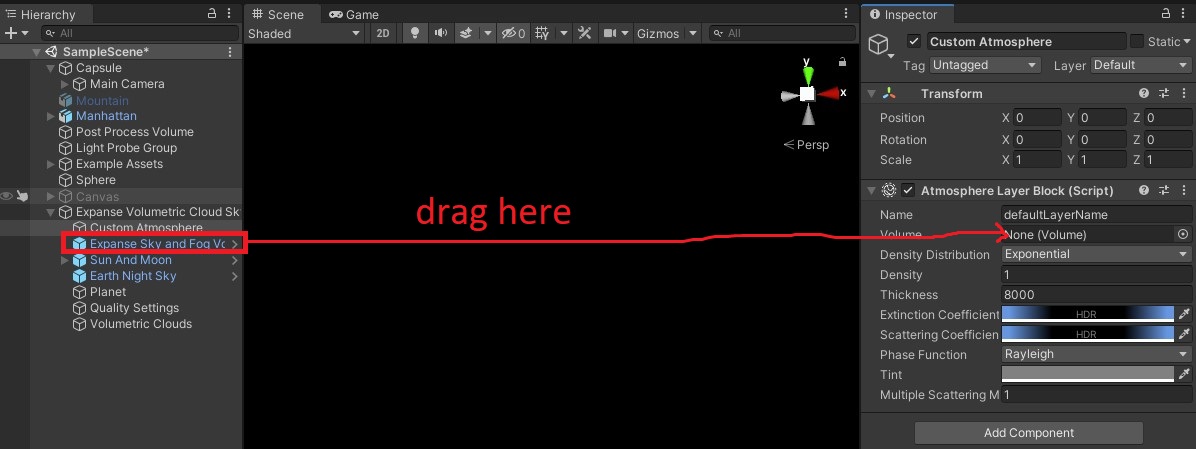 Hierarchy
All
SampleScene*
Capsule
Main Camera
Mountain
Manhattan
Post Process Volume
Light Probe Group
Example Assets
Sphere
Canvas
Expanse Volumetric Cloud Sk
Custom Atmosphere
Expanse Sky and Fog Vo
Sun And Moon
Earth Night Sky
Planet
Quality Settings
Volumetric Clouds
Scene
Game
Shaded
2D
0
Gizmos
All
y
x
Persp
drag here
Inspector
Custom Atmosphere
Static
Tag Untagged Layer Default
Transform
Position X 0 Y 0 Z 0
Rotation X 0 Y 0 Z 0
Scale X 1 Y 1 Z 1
Atmosphere Layer Block (Script)
Name defaultLayerName
Volume None (Volume)
Density Distribution Exponential
Density 1
Thickness 8000
Extinction Coefficient HDR
Scattering Coefficien HDR
Phase Function Rayleigh
Tint
Multiple Scattering M 1
Add Component